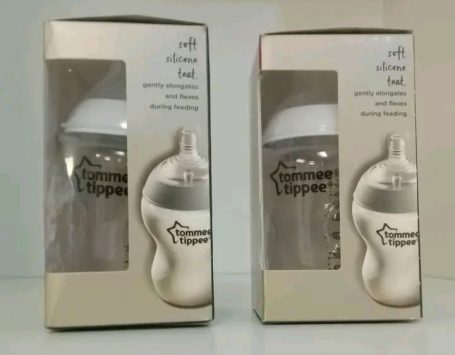 soft
silicone
teat
gently elongates
and flexes
during feeding
tommee
tippee
tommee
tippee
soft
silicone
teat
gently elongates
and flexes
during feeding
tommee
tippee
tommee
tippee